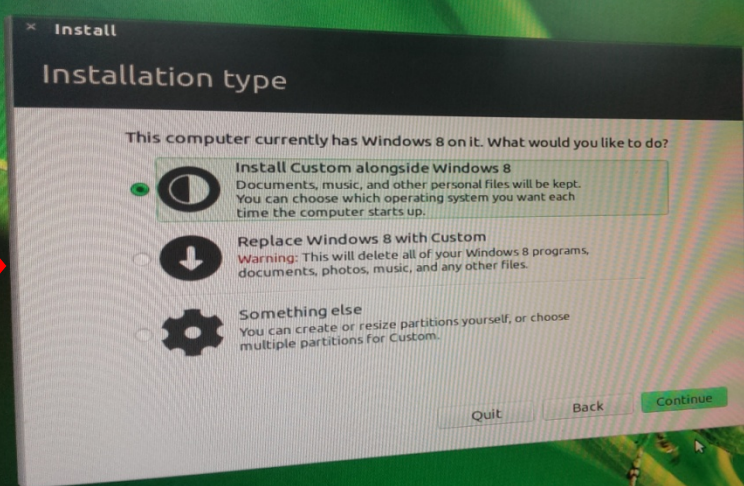 Install
Installation type
This computer currently has Windows 8 on it. What would you like to do?
Install Custom alongside Windows 8
Documents, music, and other personal files will be kept.
You can choose which operating system you want each
time the computer starts up.
Replace Windows 8 with Custom
Warning: This will delete all of your Windows 8 programs,
documents, photos, music, and any other files.
Something else
You can create or resize partitions yourself, or choose
multiple partitions for Custom.
Quit
Back
Continue